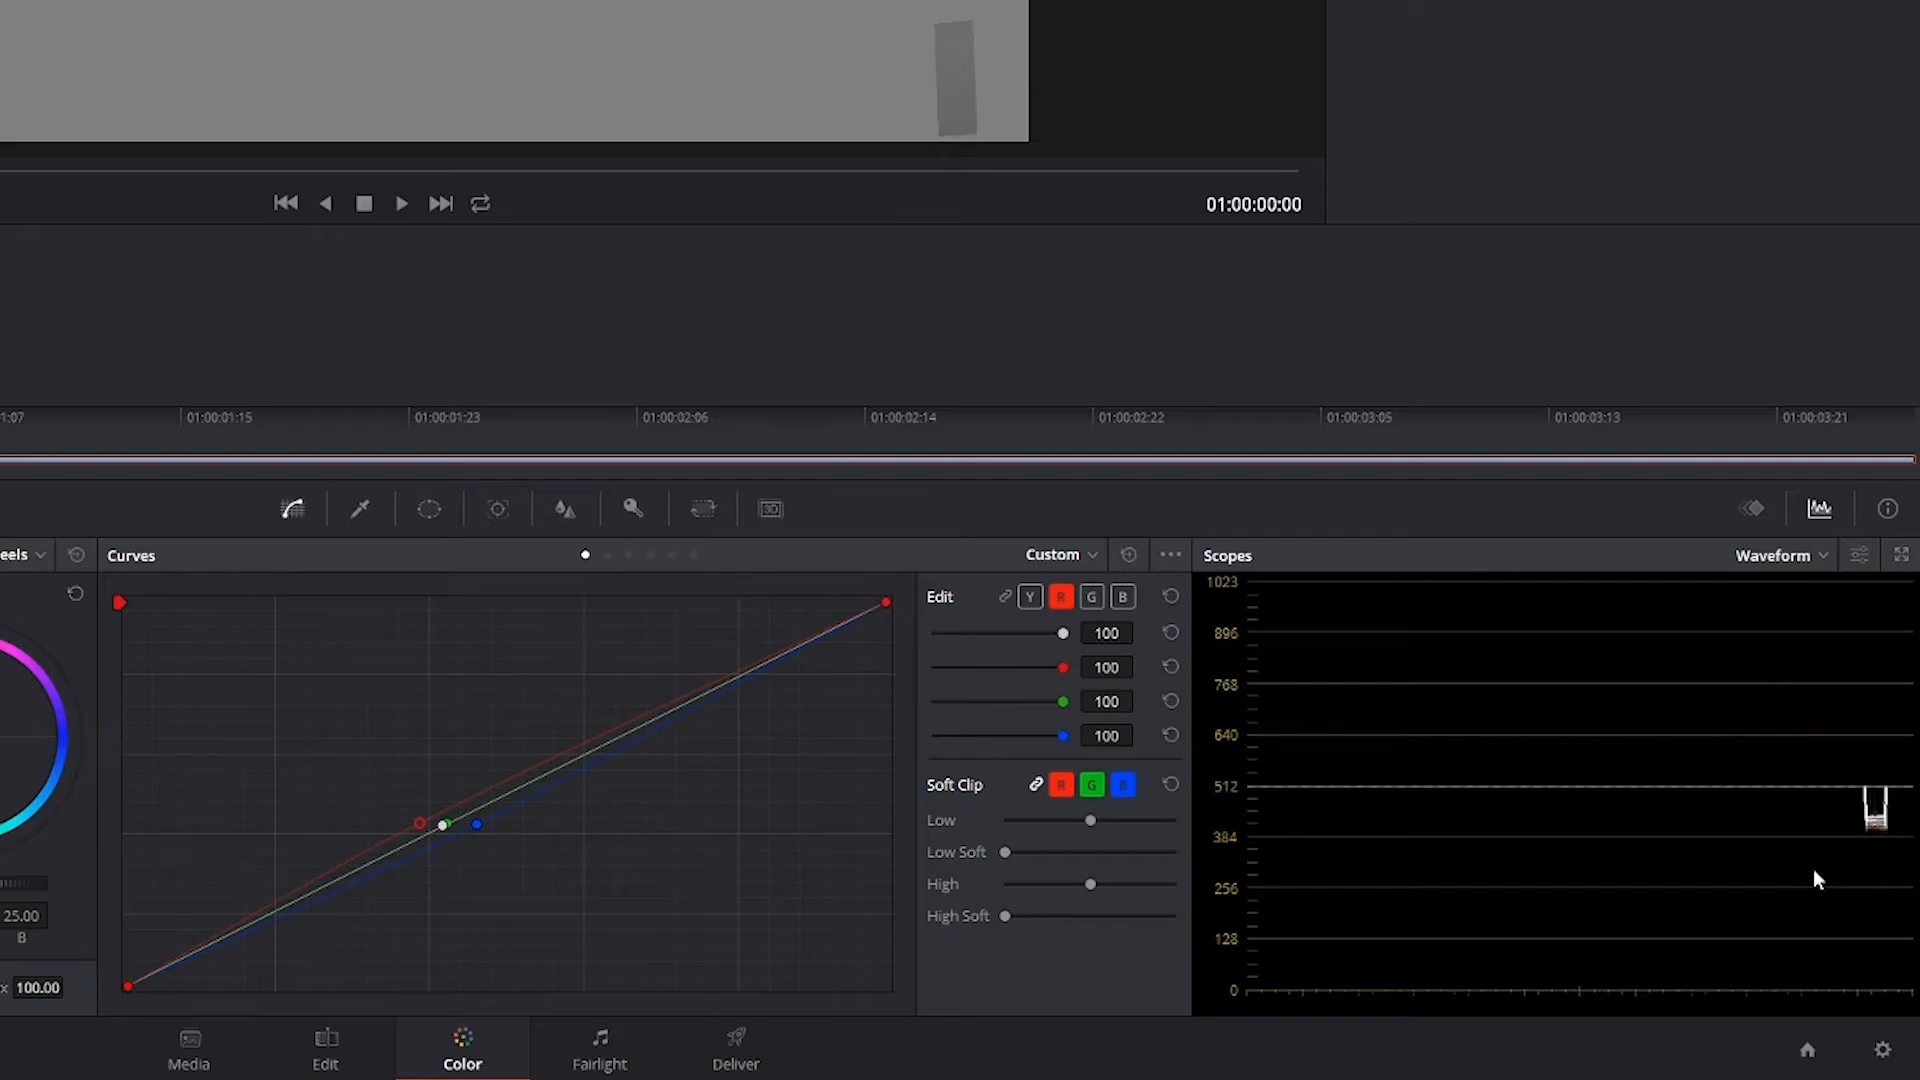 01:00:00:00
1:07 01:00:01:15 01:00:01:23 01:00:02:06 01:00:02:14 01:00:02:22 01:00:03:05 01:00:03:13 01:00:03:21
3D
eels Curves Custom Scopes Waveform
Edit Y R G B
100
100
100
100
Soft Clip R G B
Low
Low Soft
High
High Soft
1023
896
768
640
512
384
256
128
0
25.00
B
x 100.00
Media Edit Color Fairlight Deliver